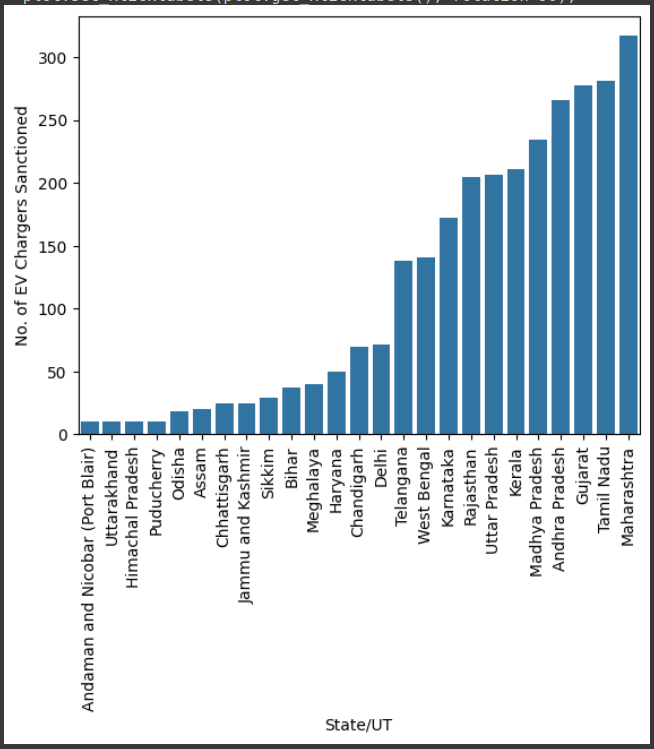 No. of EV Chargers Sanctioned
300
250
200
150
100
50
0
Andaman and Nicobar (Port Blair)
Uttarakhand
Himachal Pradesh
Puducherry
Odisha
Assam
Chhattisgarh
Jammu and Kashmir
Sikkim
Bihar
Meghalaya
Haryana
Chandigarh
Delhi
Telangana
West Bengal
Karnataka
Rajasthan
Uttar Pradesh
Kerala
Madhya Pradesh
Andhra Pradesh
Gujarat
Tamil Nadu
Maharashtra
State/UT